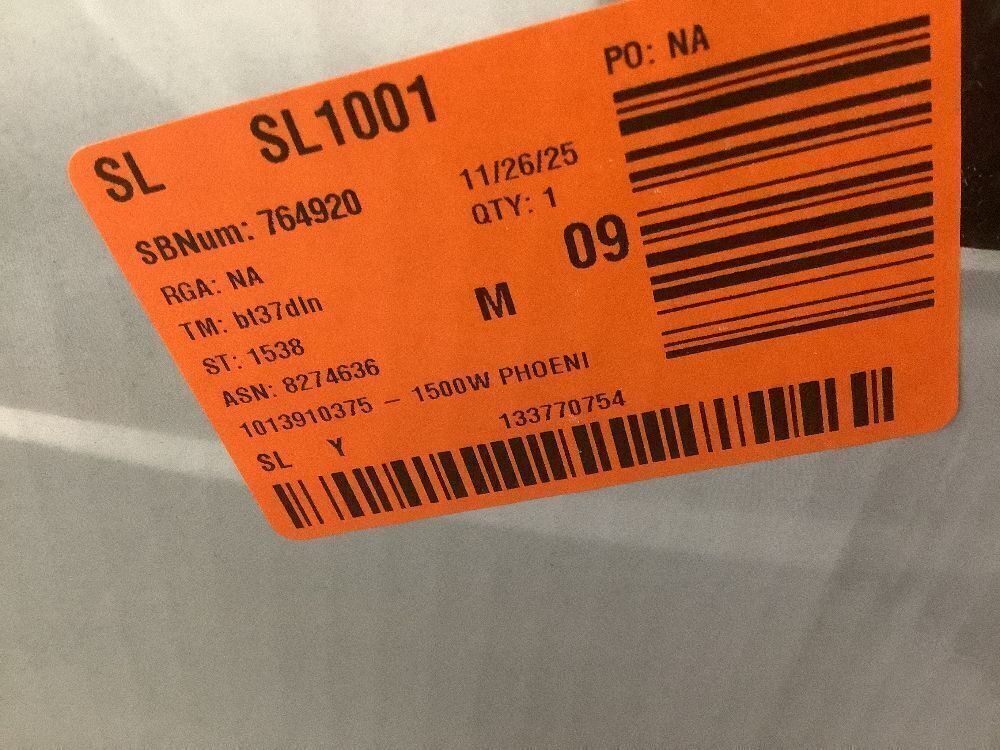 SL SL1001 PO: NA
SBNum: 764920 11/26/25
RGA: NA QTY: 1
TM: bl37dln M 09
ST: 1538
ASN: 8274636
1013910375 – 1500W PHOENI
SL Y 133770754